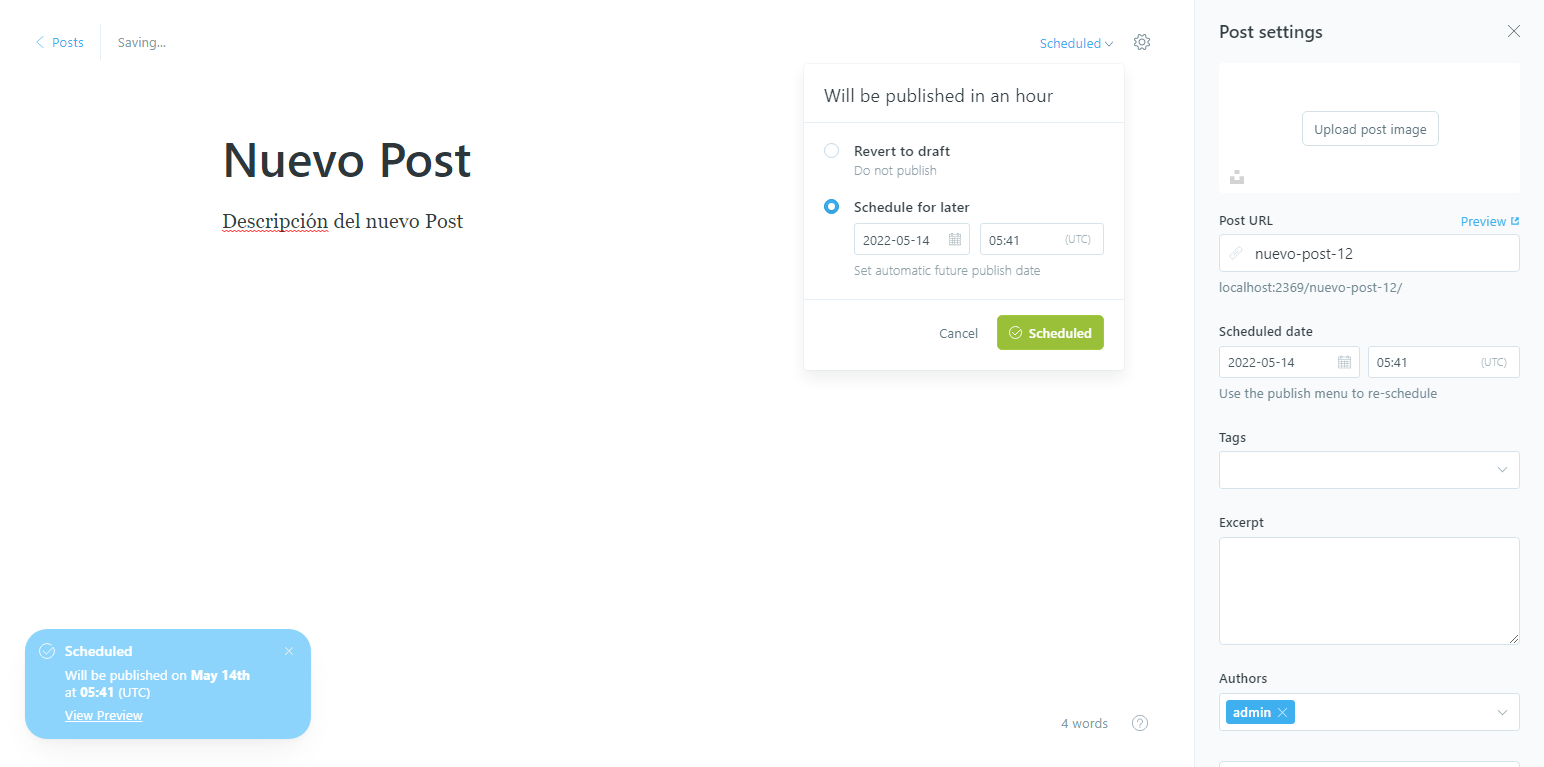 Posts
Saving...
Scheduled
Will be published in an hour
Revert to draft
Do not publish
Schedule for later
2022-05-14
05:41
(UTC)
Set automatic future publish date
Cancel
Scheduled
Nuevo Post
Descripción del nuevo Post
Scheduled
Will be published on May 14th
at 05:41 (UTC)
View Preview
4 words
?
Post settings
Upload post image
Post URL
Preview
nuevo-post-12
localhost:2369/nuevo-post-12/
Scheduled date
2022-05-14
05:41
(UTC)
Use the publish menu to re-schedule
Tags
Excerpt
Authors
admin